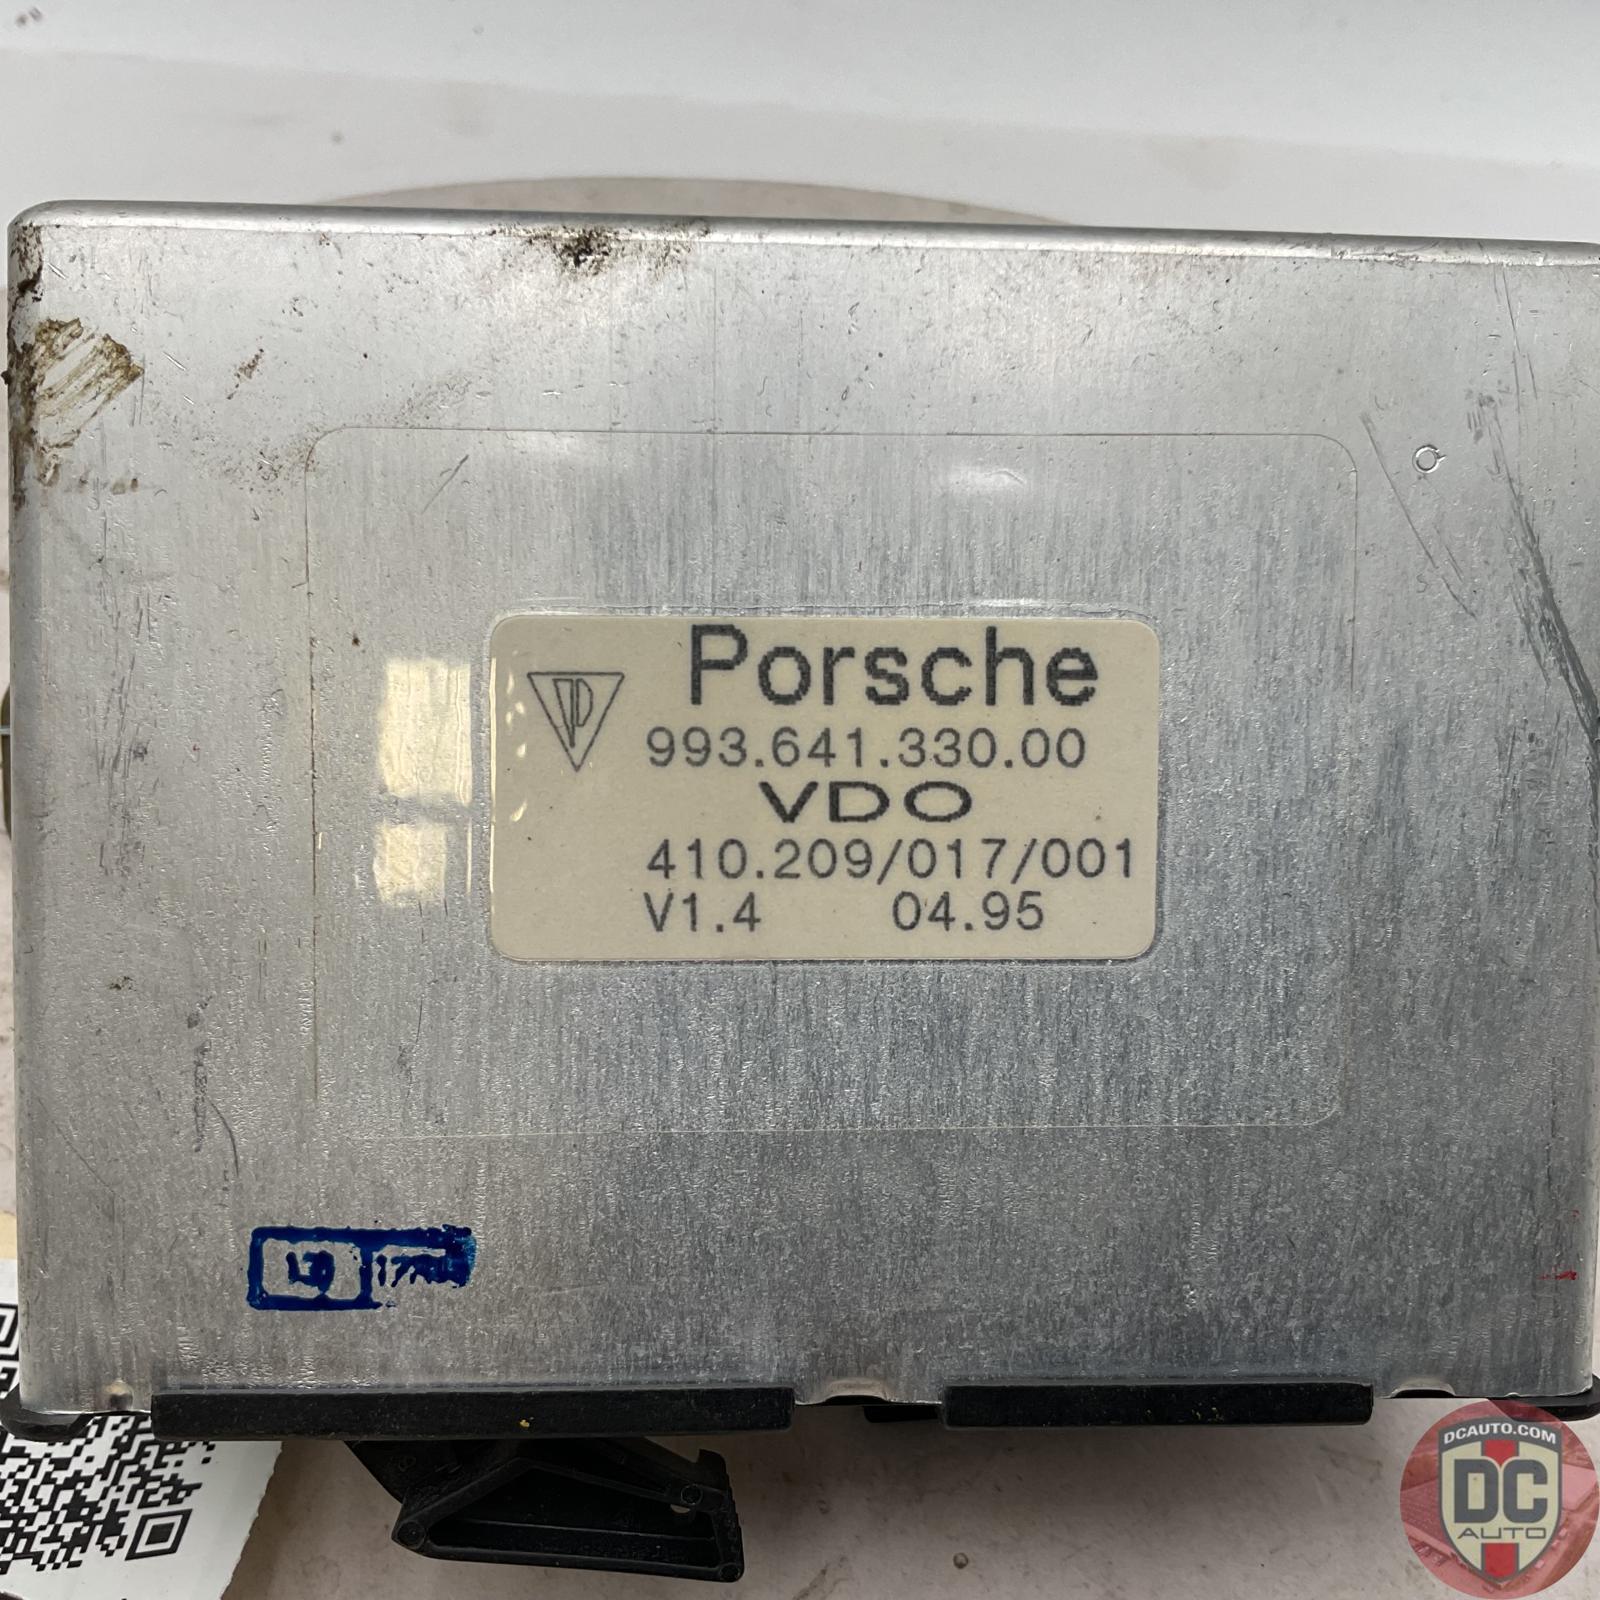 Porsche
993.641.330.00
VDO
410.209/017/001
V1.4 04.95
DCAUTO.COM
DC
AUTO